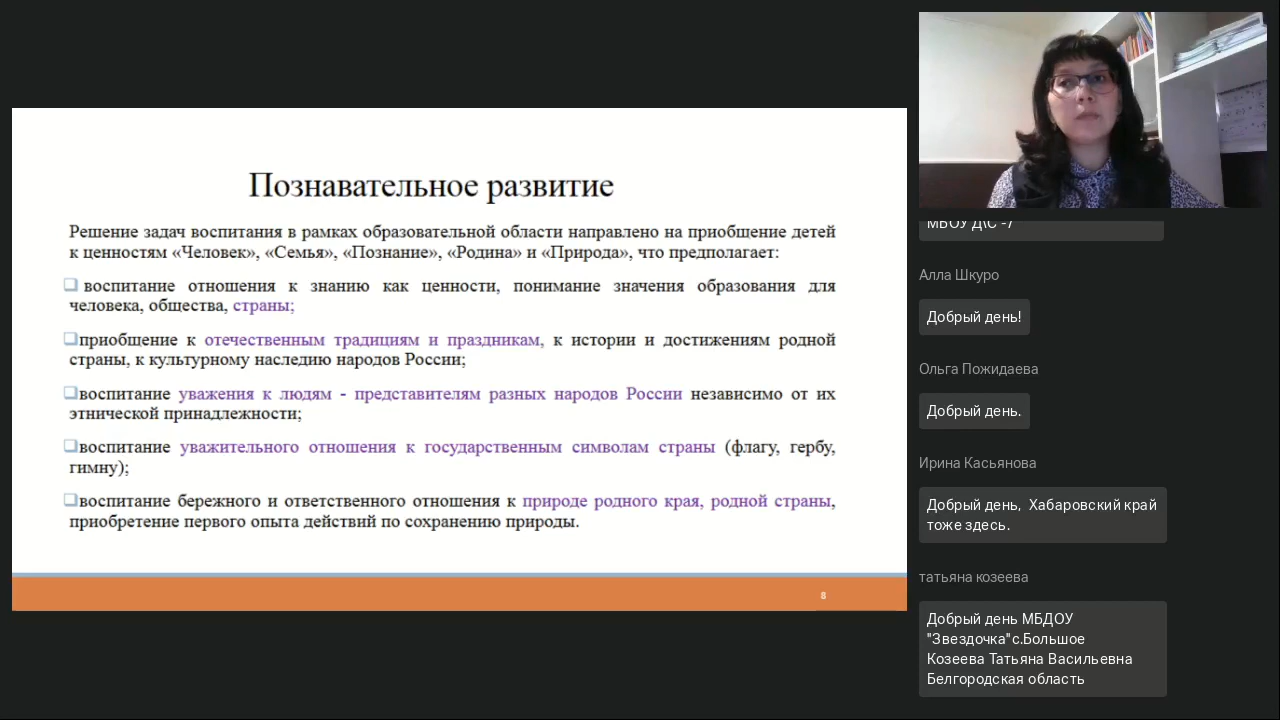 Познавательное развитие
Решение задач воспитания в рамках образовательной области направлено на приобщение детей
к ценностям «Человек», «Семья», «Познание», «Родина» и «Природа», что предполагает:
воспитание отношения к знанию как ценности, понимание значения образования для
человека, общества, страны;
приобщение к отечественным традициям и праздникам, к истории и достижениям родной
страны, к культурному наследию народов России;
воспитание уважения к людям - представителям разных народов России независимо от их
этнической принадлежности;
воспитание уважительного отношения к государственным символам страны (флагу, гербу,
гимну);
воспитание бережного и ответственного отношения к природе родного края, родной страны,
приобретение первого опыта действий по сохранению природы.
8
МБОУ Д\С -7
Алла Шкуро
Добрый день!
Ольга Пожидаева
Добрый день.
Ирина Касьянова
Добрый день, Хабаровский край
тоже здесь.
татьяна козеева
Добрый день МБДОУ
"Звездочка"с.Большое
Козеева Татьяна Васильевна
Белгородская область